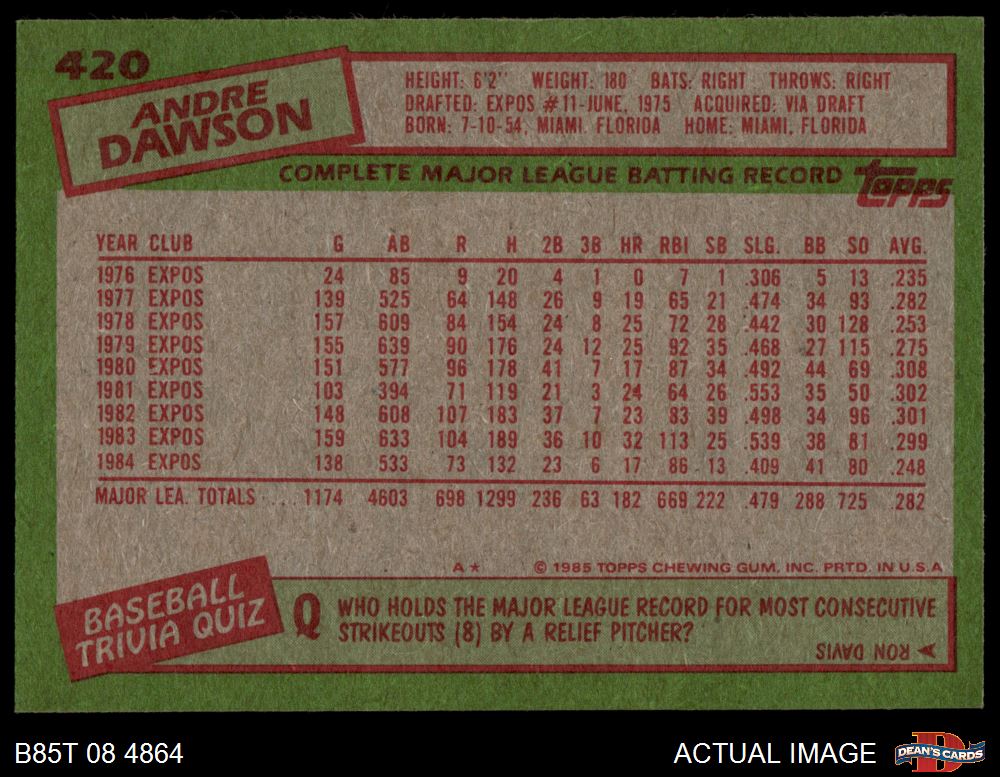 420
ANDRE
DAWSON
HEIGHT: 6'2" WEIGHT: 180 BATS: RIGHT THROWS: RIGHT
DRAFTED: EXPOS #11-JUNE, 1975 ACQUIRED: VIA DRAFT
BORN: 7-10-54, MIAMI, FLORIDA HOME: MIAMI, FLORIDA
COMPLETE MAJOR LEAGUE BATTING RECORD topps
YEAR CLUB G AB R H 2B 3B HR RBI SB SLG. BB SO AVG.
1976 EXPOS 24 85 9 20 4 1 0 7 1 .306 5 13 .235
1977 EXPOS 139 525 64 148 26 9 19 65 21 .474 34 93 .282
1978 EXPOS 157 609 84 154 24 8 25 72 28 .442 30 128 .253
1979 EXPOS 155 639 90 176 24 12 25 92 35 .468 27 115 .275
1980 EXPOS 151 577 96 178 41 7 17 87 34 .492 44 69 .308
1981 EXPOS 103 394 71 119 21 3 24 64 26 .553 35 50 .302
1982 EXPOS 148 608 107 183 37 7 23 83 39 .498 34 96 .301
1983 EXPOS 159 633 104 189 36 10 32 113 25 .539 38 81 .299
1984 EXPOS 138 533 73 132 23 6 17 86 13 .409 41 80 .248
MAJOR LEA. TOTALS .... 1174 4603 698 1299 236 63 182 669 222 .479 288 725 .282
A* © 1985 TOPPS CHEWING GUM, INC. PRTD. IN U.S.A
BASEBALL
TRIVIA QUIZ
Q WHO HOLDS THE MAJOR LEAGUE RECORD FOR MOST CONSECUTIVE
STRIKEOUTS (8) BY A RELIEF PITCHER?
RON DAVIS
B85T 08 4864
ACTUAL IMAGE
D
DEAN'S CARDS